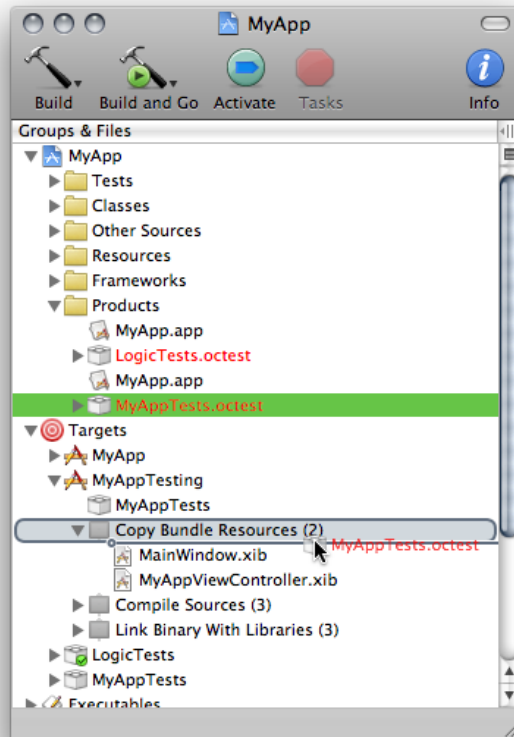 MyApp
Build
Build and Go
Activate
Tasks
Info
Groups & Files
MyApp
Tests
Classes
Other Sources
Resources
Frameworks
Products
MyApp.app
LogicTests.octest
MyApp.app
MyAppTests.octest
Targets
MyApp
MyAppTesting
MyAppTests
Copy Bundle Resources (2)
MyAppTests.octest
MainWindow.xib
MyAppViewController.xib
Compile Sources (3)
Link Binary With Libraries (3)
LogicTests
MyAppTests
Executables